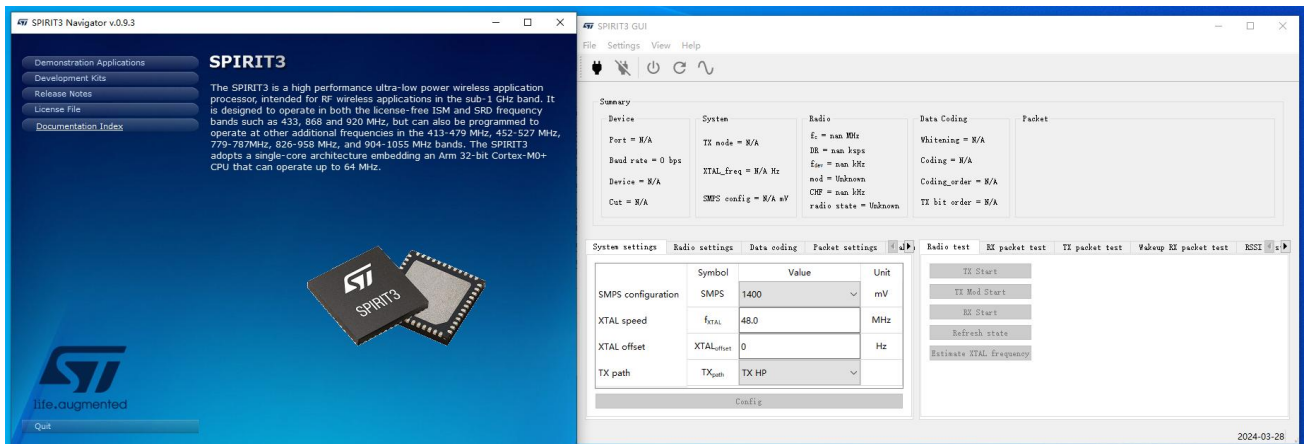 SPIRIT3 Navigator v.0.9.3
Demonstration Applications
Development Kits
Release Notes
License File
Documentation Index
SPIRIT3
The SPIRIT3 is a high performance ultra-low power wireless application
processor, intended for RF wireless applications in the sub-1 GHz band. It
is designed to operate in both the license-free ISM and SRD frequency
bands such as 433, 868 and 920 MHz, but can also be programmed to
operate at other additional frequencies in the 413-479 MHz, 452-527 MHz,
779-787MHz, 826-958 MHz, and 904-1055 MHz bands. The SPIRIT3
adopts a single-core architecture embedding an Arm 32-bit Cortex-M0+
CPU that can operate up to 64 MHz.
ST
SPIRIT3
ST
life.augmented
Quit
SPIRIT3 GUI
File Settings View Help
Summary
Device
Port = N/A
Baud rate = 0 bps
Device = N/A
Cut = N/A
System
TX mode = N/A
XTAL_freq = N/A Hz
SMPS config = N/A mV
Radio
fc = nan MHz
DR = nan ksps
fdev = nan kHz
mod = Unknown
CHF = nan kHz
radio state = Unknown
Data Coding
Whitening = N/A
Coding = N/A
Coding_order = N/A
TX bit order = N/A
Packet
System settings Radio settings Data coding Packet settings
Symbol Value Unit
SMPS configuration SMPS 1400 mV
XTAL speed fXTAL 48.0 MHz
XTAL offset XTALoffset 0 Hz
TX path TXpath TX HP
Config
Radio test RX packet test TX packet test Wakeup RX packet test RSSI
TX Start
TX Mod Start
RX Start
Refresh state
Estimate XTAL frequency
2024-03-28